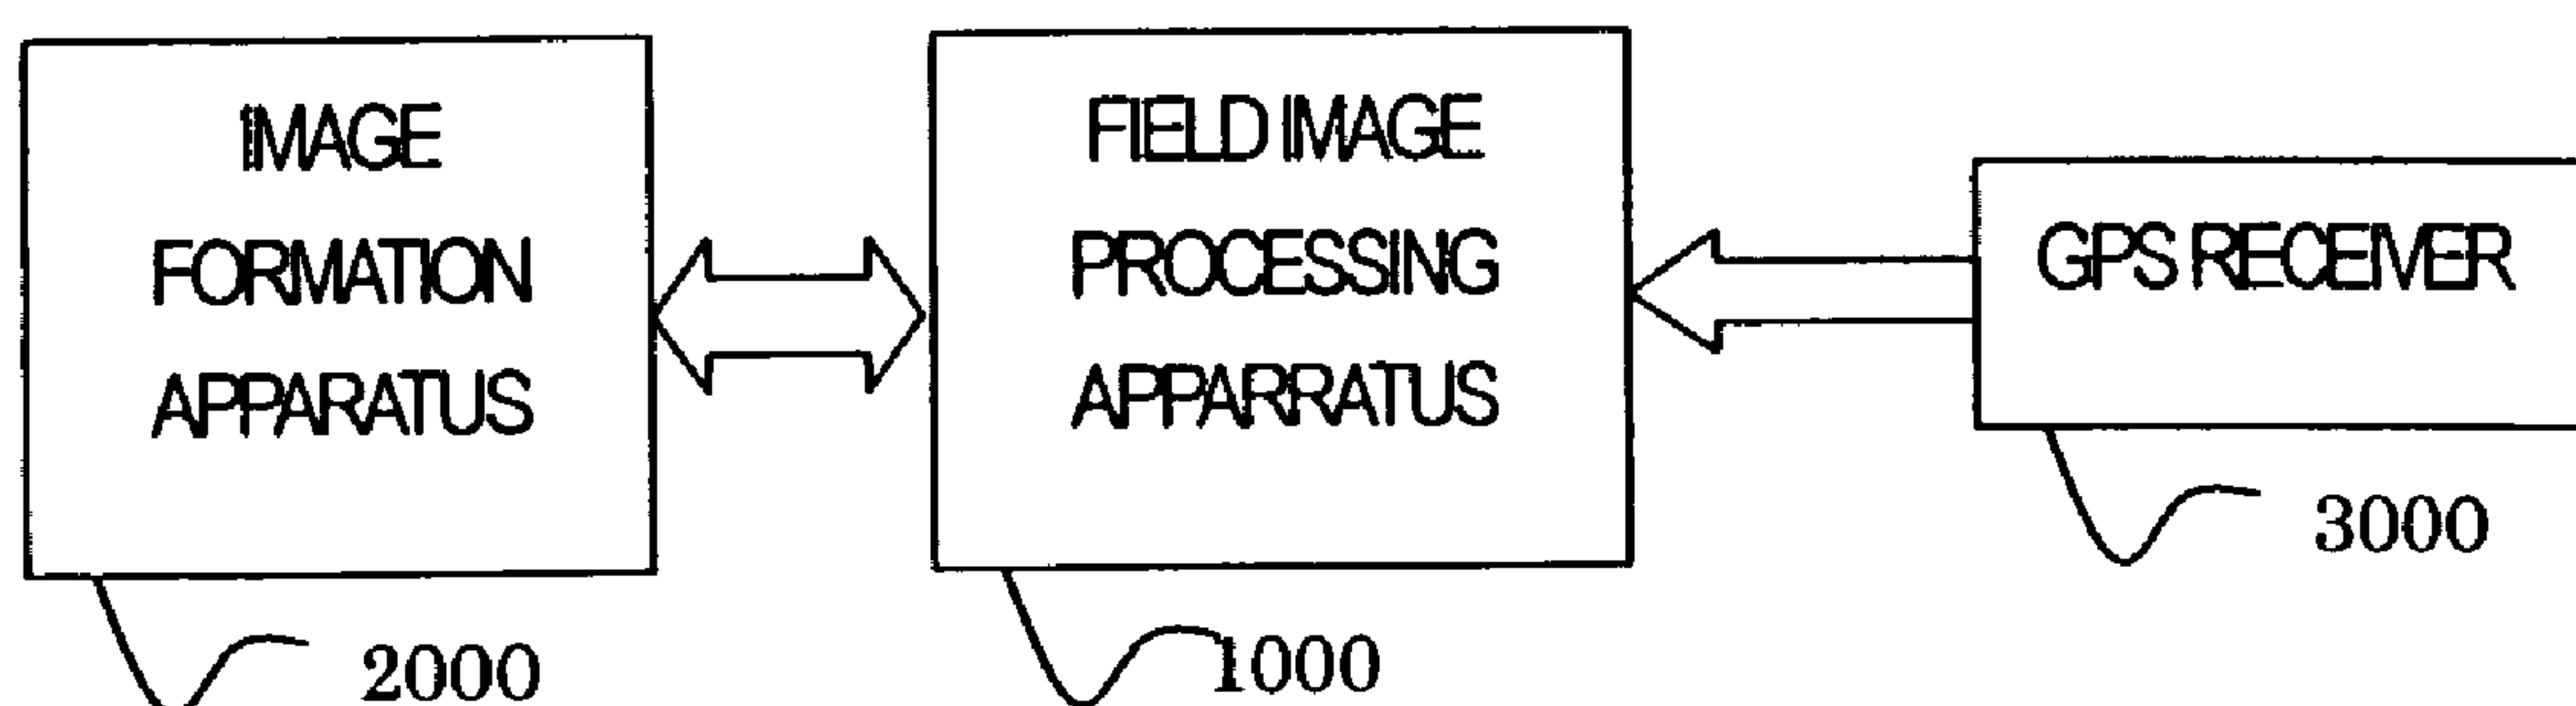 IMAGE
FORMATION
APPARATUS
FIELD IMAGE
PROCESSING
APPARRATUS
GPS RECEIVER
2000
1000
3000